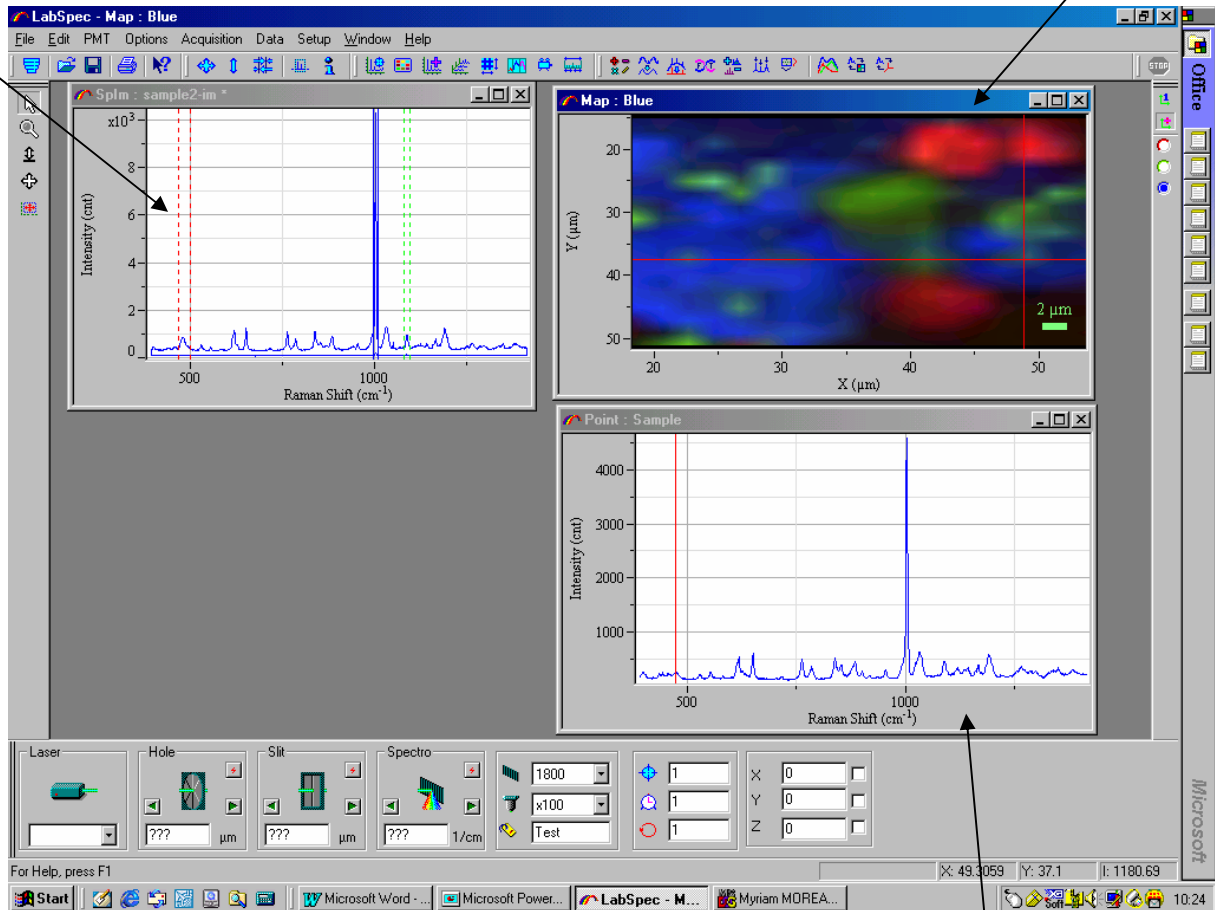 LabSpec - Map : Blue
File Edit PMT Options Acquisition Data Setup Window Help
STOP
SpIm : sample2-im *
x10³
8
6
4
2
0
Intensity (cnt)
500 1000
Raman Shift (cm⁻¹)
Map : Blue
20
30
40
50
Y (µm)
2 µm
20 30 40 50
X (µm)
Point : Sample
4000
3000
2000
1000
Intensity (cnt)
500 1000
Raman Shift (cm⁻¹)
Office
Microsoft
Laser Hole Slit Spectro
??? µm ??? µm ??? 1/cm
1800
x100
Test
1
1
1
X 0
Y 0
Z 0
For Help, press F1 X: 49.3059 Y: 37.1 I: 1180.69
Start Microsoft Word - ... Microsoft Power... LabSpec - M... Myriam MOREA... Soft 10:24